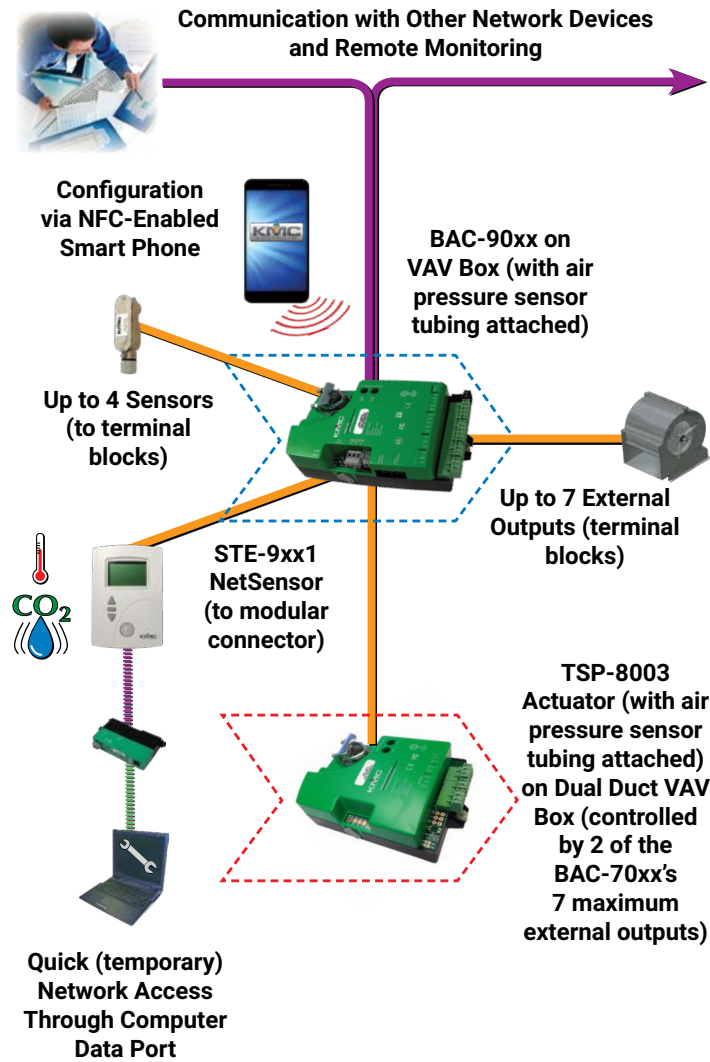 Communication with Other Network Devices
and Remote Monitoring
Configuration
via NFC-Enabled
Smart Phone
KMC
BAC-90xx on
VAV Box (with air
pressure sensor
tubing attached)
Up to 4 Sensors
(to terminal
blocks)
KMC
Up to 7 External
Outputs (terminal
blocks)
STE-9xx1
NetSensor
(to modular
connector)
CO2
KMC
TSP-8003
Actuator (with air
pressure sensor
tubing attached)
on Dual Duct VAV
Box (controlled
by 2 of the
BAC-70xx's
7 maximum
external outputs)
KMC
Quick (temporary)
Network Access
Through Computer
Data Port